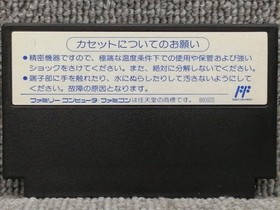 カセットについてのお願い
●精密機器ですので、極端な温度条件下での使用や保管および強い
ショックをさけてください。また、絶対に分解しないでください。
●端子部に手を触れたり、水にぬらしたりして汚さないようにして
ください。故障の原因となります。
ファミリー コンピュータ ファミコンは任天堂の商標です。